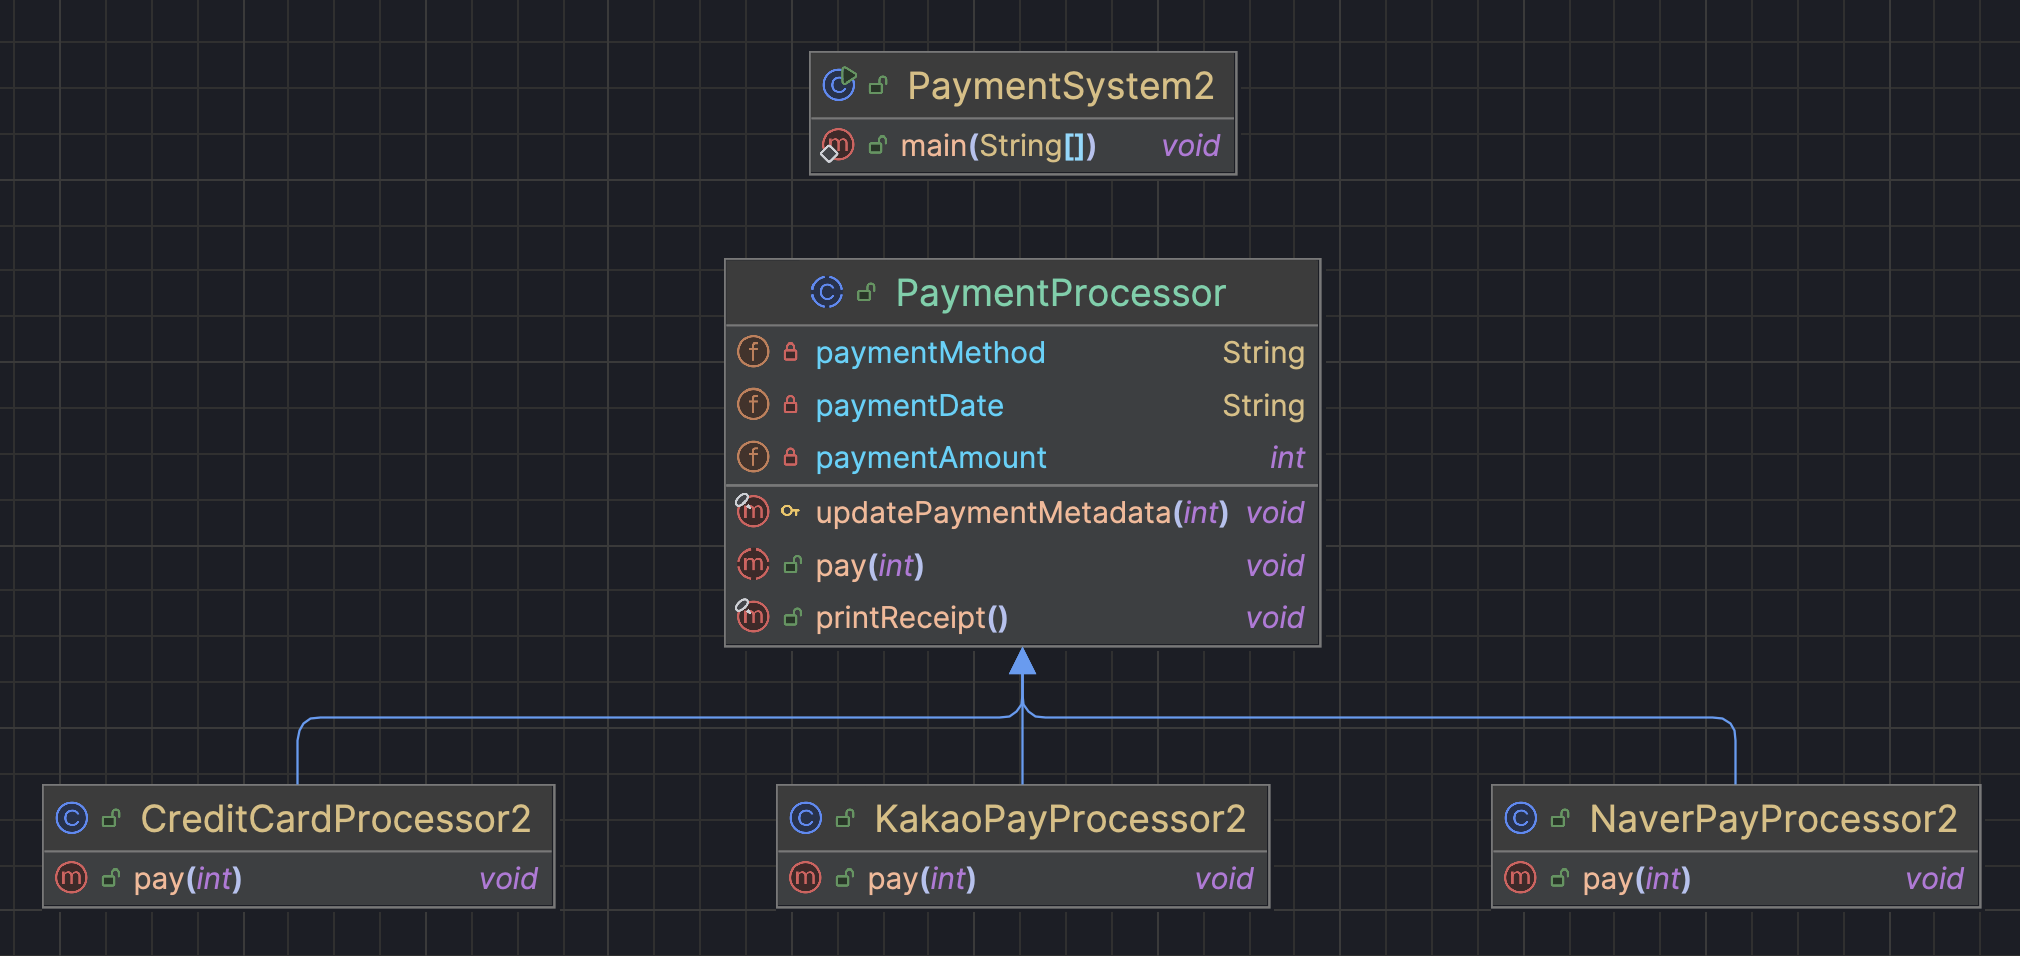 PaymentSystem2
main(String[]) void
PaymentProcessor
paymentMethod String
paymentDate String
paymentAmount int
updatePaymentMetadata(int) void
pay(int) void
printReceipt() void
CreditCardProcessor2
pay(int) void
KakaoPayProcessor2
pay(int) void
NaverPayProcessor2
pay(int) void